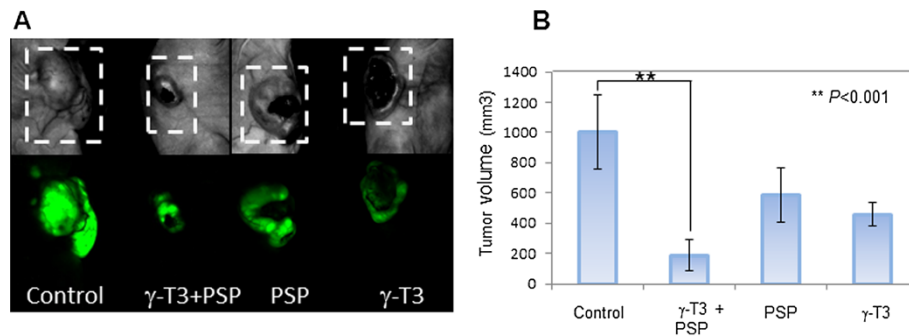 A
Control
γ-T3+PSP
PSP
γ-T3
B
Tumor volume (mm3)
1400
1200
1000
800
600
400
200
0
**
** P<0.001
Control
γ-T3 +
PSP
PSP
γ-T3